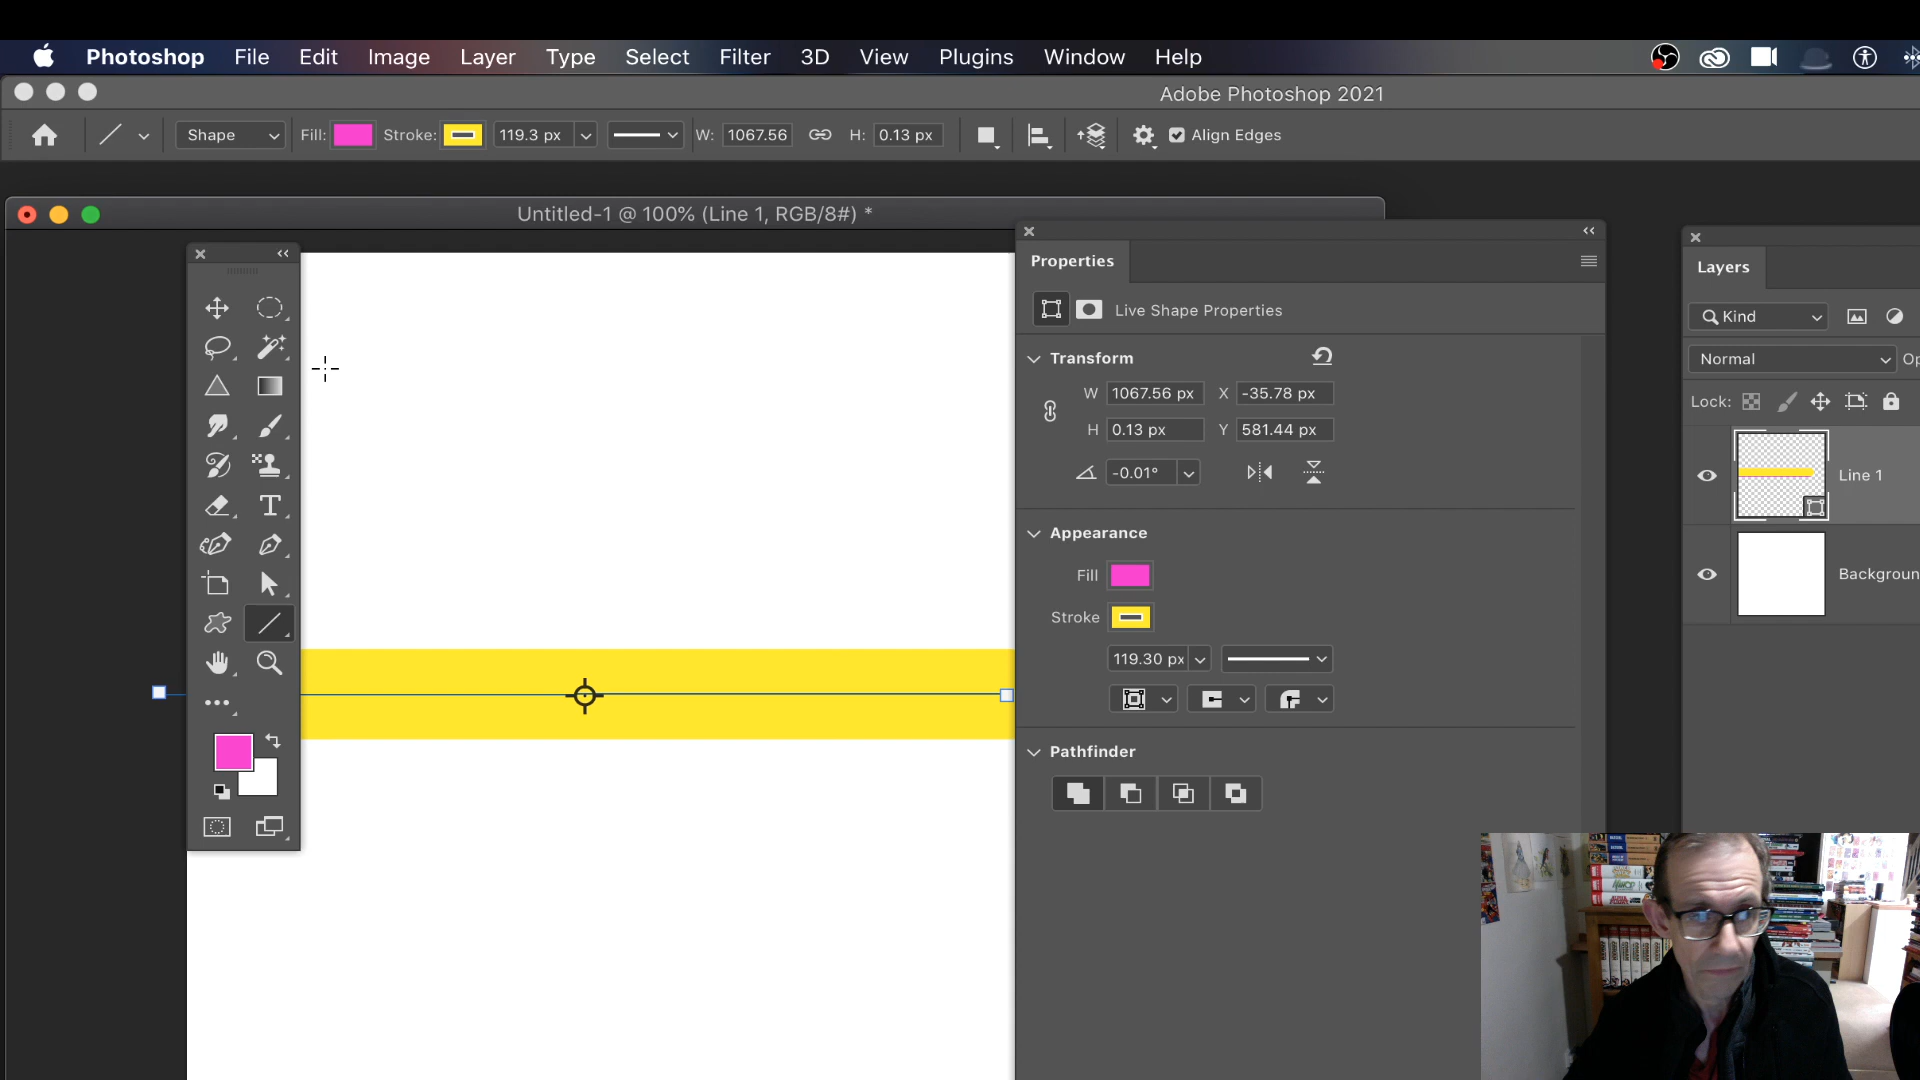 Photoshop File Edit Image Layer Type Select Filter 3D View Plugins Window Help
Adobe Photoshop 2021
Shape Fill: Stroke: 119.3 px W: 1067.56 H: 0.13 px Align Edges
Untitled-1 @ 100% (Line 1, RGB/8#) *
Properties
Live Shape Properties
Transform
W 1067.56 px X -35.78 px
H 0.13 px Y 581.44 px
-0.01°
Appearance
Fill
Stroke
119.30 px
Pathfinder
Layers
Kind
Normal Op
Lock:
Line 1
Backgroun